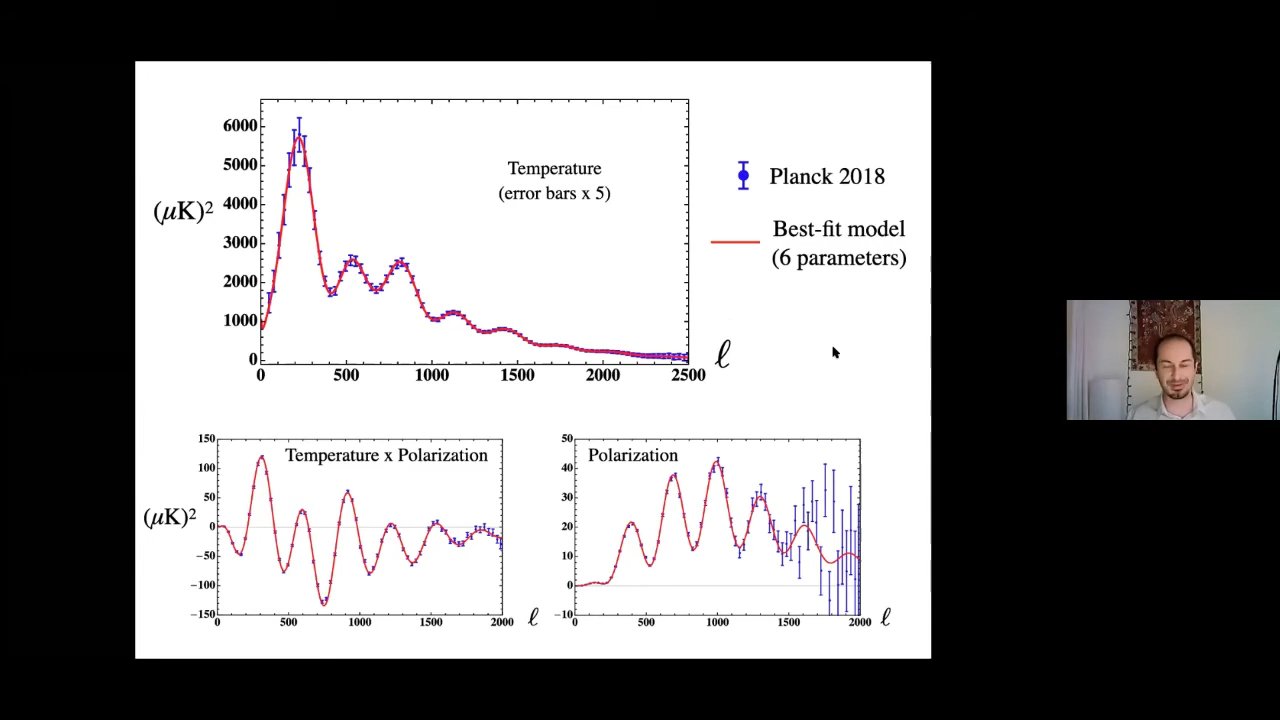 6000
5000
4000
3000
2000
1000
0
(μK)²
Temperature
(error bars x 5)
Planck 2018
Best-fit model
(6 parameters)
0 500 1000 1500 2000 2500
ℓ
150
100
50
0
−50
−100
−150
(μK)²
Temperature x Polarization
0 500 1000 1500 2000
ℓ
50
40
30
20
10
0
−10
Polarization
0 500 1000 1500 2000
ℓ